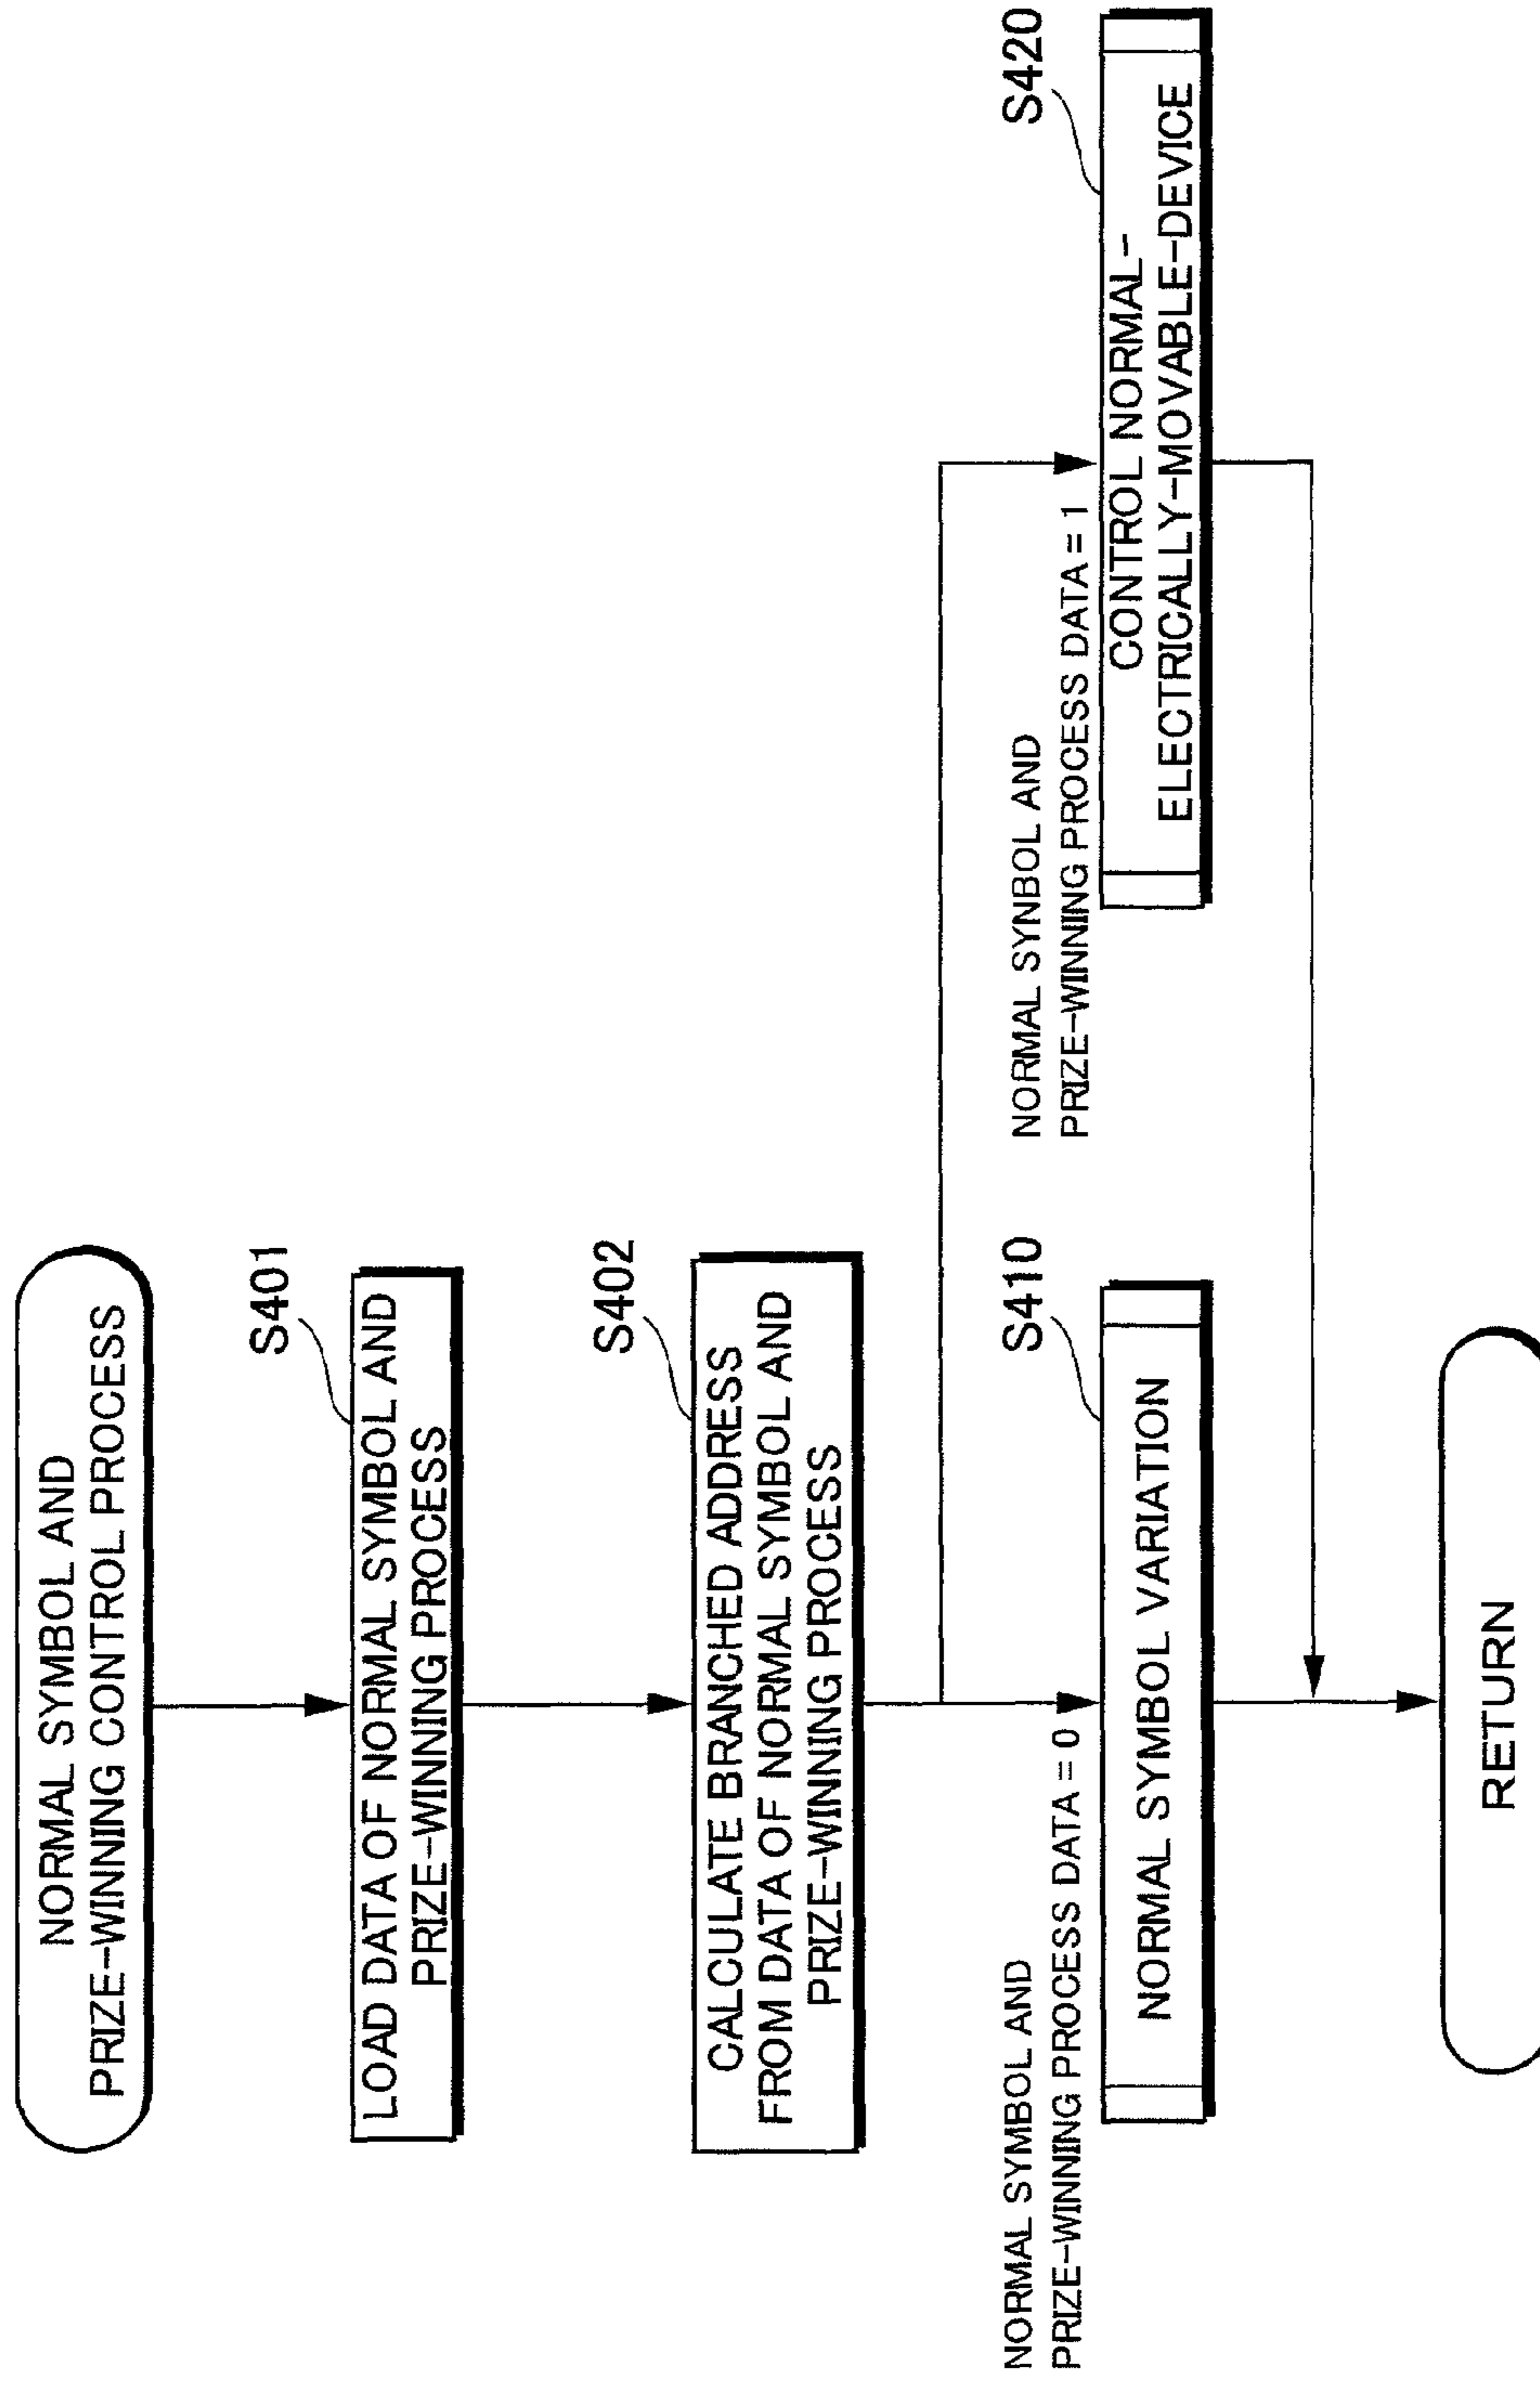 NORMAL SYMBOL AND
PRIZE-WINNING CONTROL PROCESS
S401
LOAD DATA OF NORMAL SYMBOL AND
PRIZE-WINNING PROCESS
S402
CALCULATE BRANCHED ADDRESS
FROM DATA OF NORMAL SYMBOL AND
PRIZE-WINNING PROCESS
NORMAL SYMBOL AND
PRIZE-WINNING PROCESS DATA = 0
S410
NORMAL SYMBOL VARIATION
NORMAL SYNBOL AND
PRIZE-WINNING PROCESS DATA = 1
S420
CONTROL NORMAL-
ELECTRICALLY-MOVABLE-DEVICE
RETURN